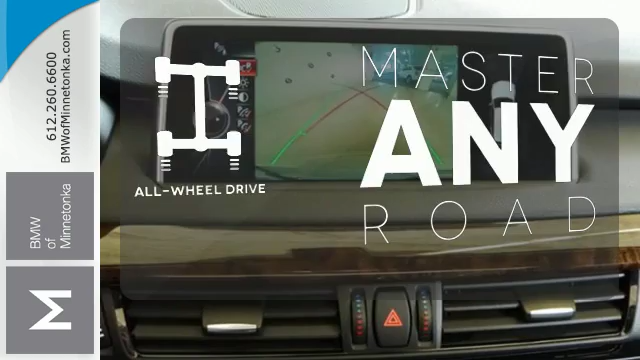 612.260.6600
BMWofMinnetonka.com
BMW
of
Minnetonka
M
ALL-WHEEL DRIVE
MASTER
ANY
ROAD